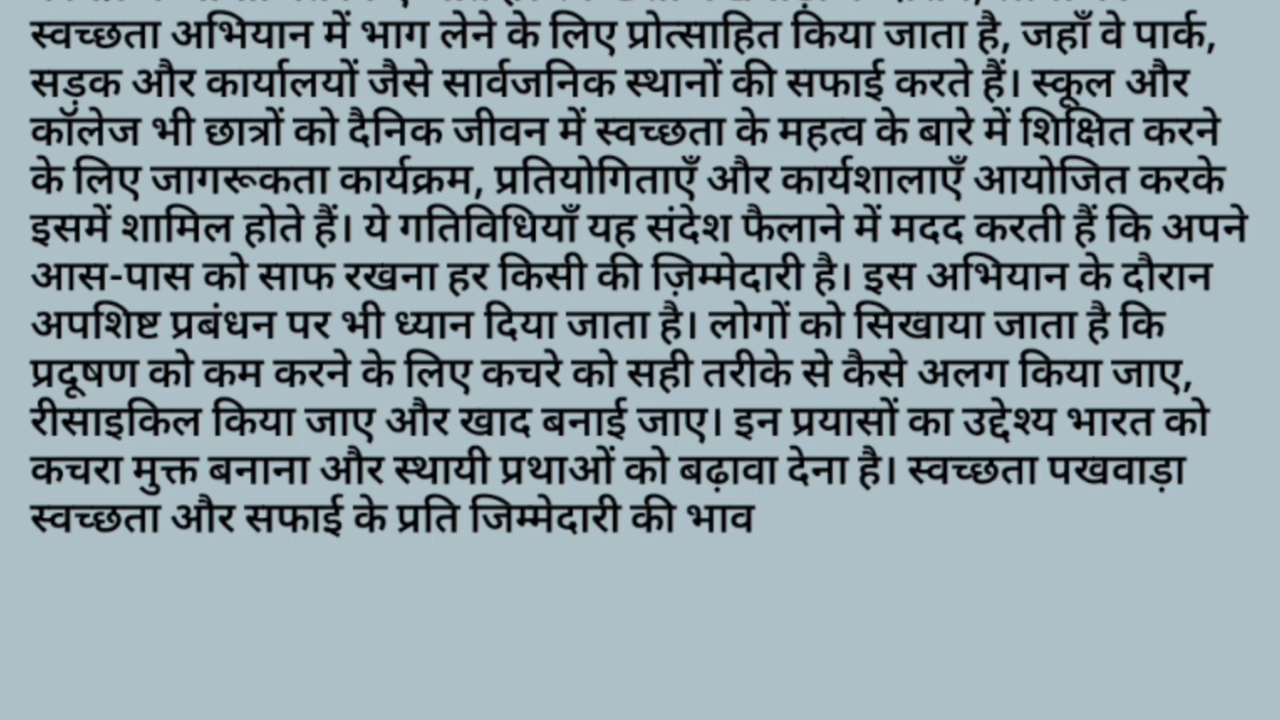 स्वच्छता अभियान में भाग लेने के लिए प्रोत्साहित किया जाता है, जहाँ वे पार्क,
सड़क और कार्यालयों जैसे सार्वजनिक स्थानों की सफाई करते हैं। स्कूल और
कॉलेज भी छात्रों को दैनिक जीवन में स्वच्छता के महत्व के बारे में शिक्षित करने
के लिए जागरूकता कार्यक्रम, प्रतियोगिताएँ और कार्यशालाएँ आयोजित करके
इसमें शामिल होते हैं। ये गतिविधियाँ यह संदेश फैलाने में मदद करती हैं कि अपने
आस-पास को साफ रखना हर किसी की ज़िम्मेदारी है। इस अभियान के दौरान
अपशिष्ट प्रबंधन पर भी ध्यान दिया जाता है। लोगों को सिखाया जाता है कि
प्रदूषण को कम करने के लिए कचरे को सही तरीके से कैसे अलग किया जाए,
रीसाइकिल किया जाए और खाद बनाई जाए। इन प्रयासों का उद्देश्य भारत को
कचरा मुक्त बनाना और स्थायी प्रथाओं को बढ़ावा देना है। स्वच्छता पखवाड़ा
स्वच्छता और सफाई के प्रति जिम्मेदारी की भाव